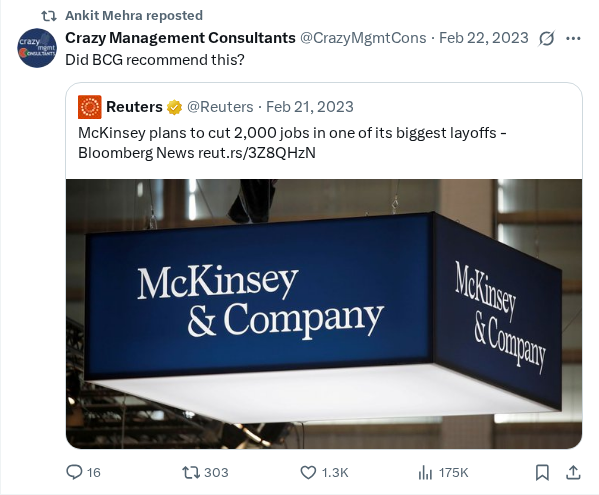 Ankit Mehra reposted
Crazy Management Consultants @CrazyMgmtCons · Feb 22, 2023
crazy
mgmt
CONSULTANTS
Did BCG recommend this?
Reuters @Reuters · Feb 21, 2023
McKinsey plans to cut 2,000 jobs in one of its biggest layoffs -
Bloomberg News reut.rs/3Z8QHzN
McKinsey
& Company
McKinsey
& Company
16
303
1.3K
175K